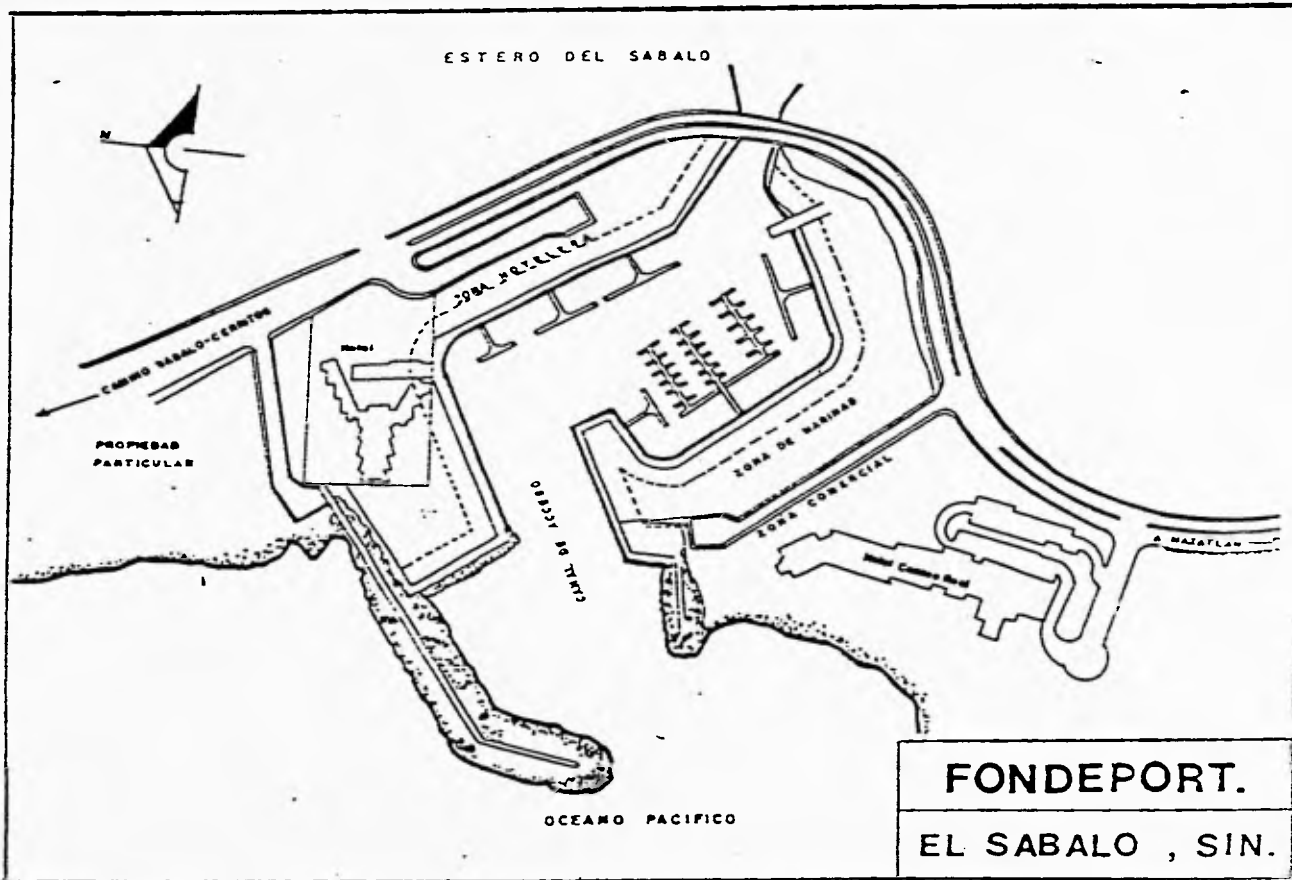 ESTERO DEL SABALO
N
ZONA HOTELERA
CAMINO SABALO-CERRITOS
Hotel
PROPIEDAD
PARTICULAR
ZONA DE MARINAS
ZONA COMERCIAL
CANAL DE ACCESO
Hotel Camino Real
A MAZATLAN
OCEANO PACIFICO
FONDEPORT.
EL SABALO , SIN.